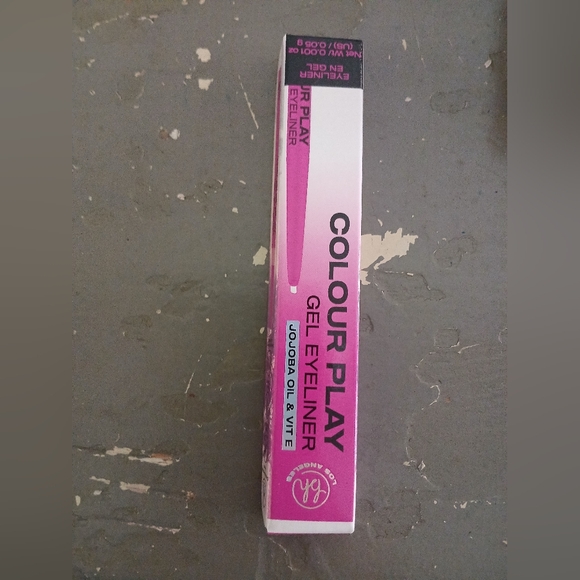 COLOUR PLAY
GEL EYELINER
JOJOBA OIL & VIT E
bh
LOS ANGELES
UR PLAY
EYELINER
EYELINER
EN GEL
Net Wt/ 0.001 oz
(US) / 0.05 g